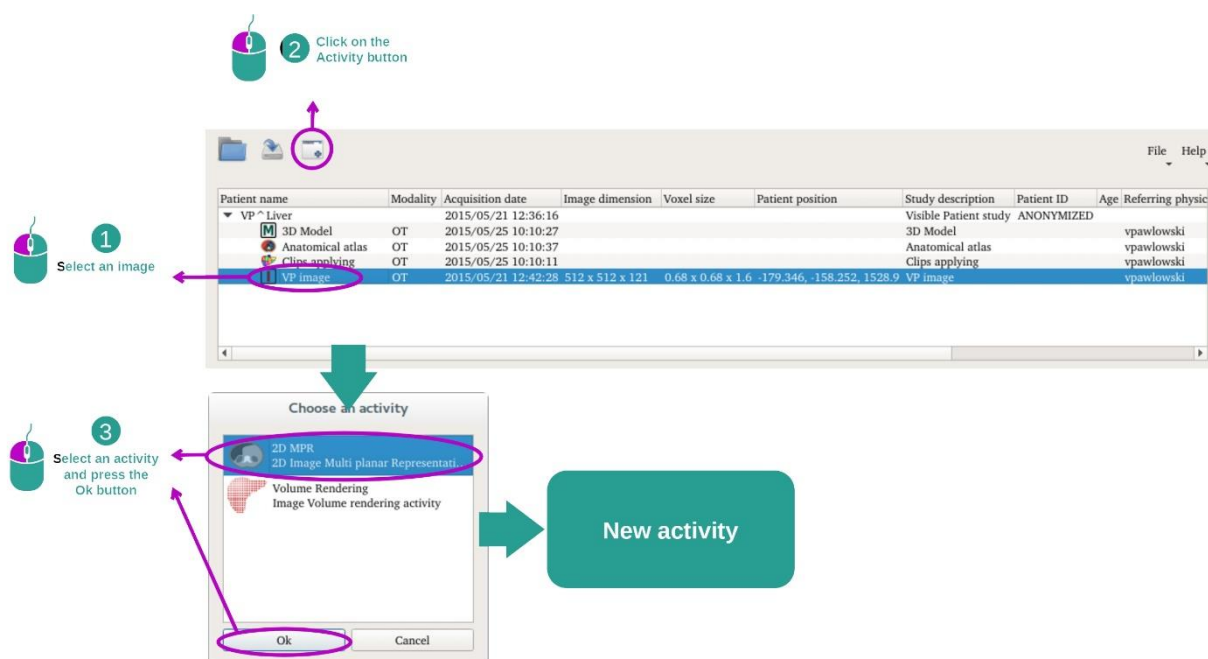 2 Click on the
Activity button
File Help
Patient name Modality Acquisition date Image dimension Voxel size Patient position Study description Patient ID Age Referring physic
VP^Liver 2015/05/21 12:36:16 Visible Patient study ANONYMIZED
M 3D Model OT 2015/05/25 10:10:27 3D Model vpawlowski
Anatomical atlas OT 2015/05/25 10:10:37 Anatomical atlas vpawlowski
Clips applying OT 2015/05/25 10:10:11 Clips applying vpawlowski
I VP image OT 2015/05/21 12:42:28 512 x 512 x 121 0.68 x 0.68 x 1.6 -179.346, -158.252, 1528.9 VP image vpawlowski
1
Select an image
Choose an activity
2D MPR
2D Image Multi planar Representati..
Volume Rendering
Image Volume rendering activity
Ok Cancel
3
Select an activity
and press the
Ok button
New activity